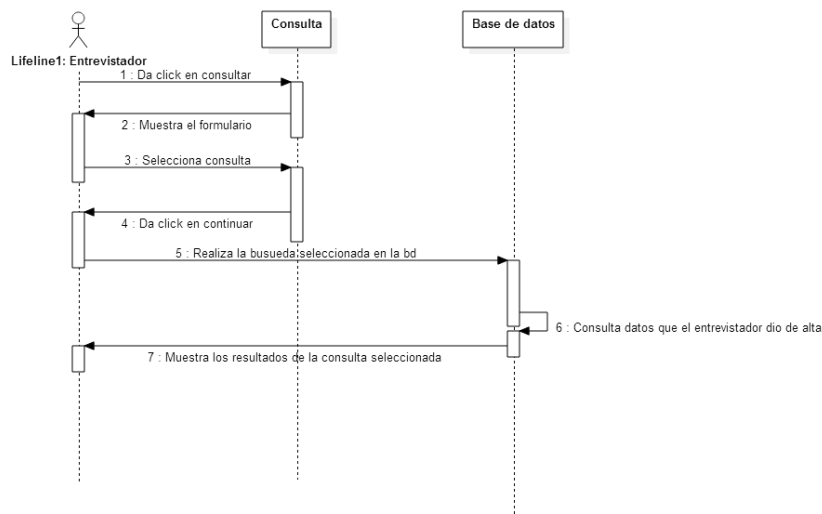 Consulta
Base de datos
Lifeline1: Entrevistador
1 : Da click en consultar
2 : Muestra el formulario
3 : Selecciona consulta
4 : Da click en continuar
5 : Realiza la busueda seleccionada en la bd
6 : Consulta datos que el entrevistador dio de alta
7 : Muestra los resultados de la consulta seleccionada